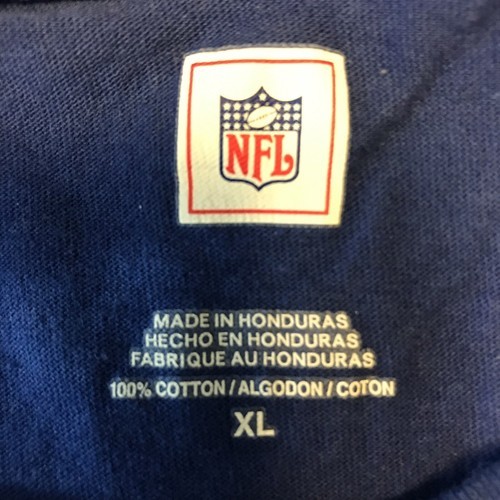 NFL
MADE IN HONDURAS
HECHO EN HONDURAS
FABRIQUE AU HONDURAS
100% COTTON / ALGODON / COTON
XL